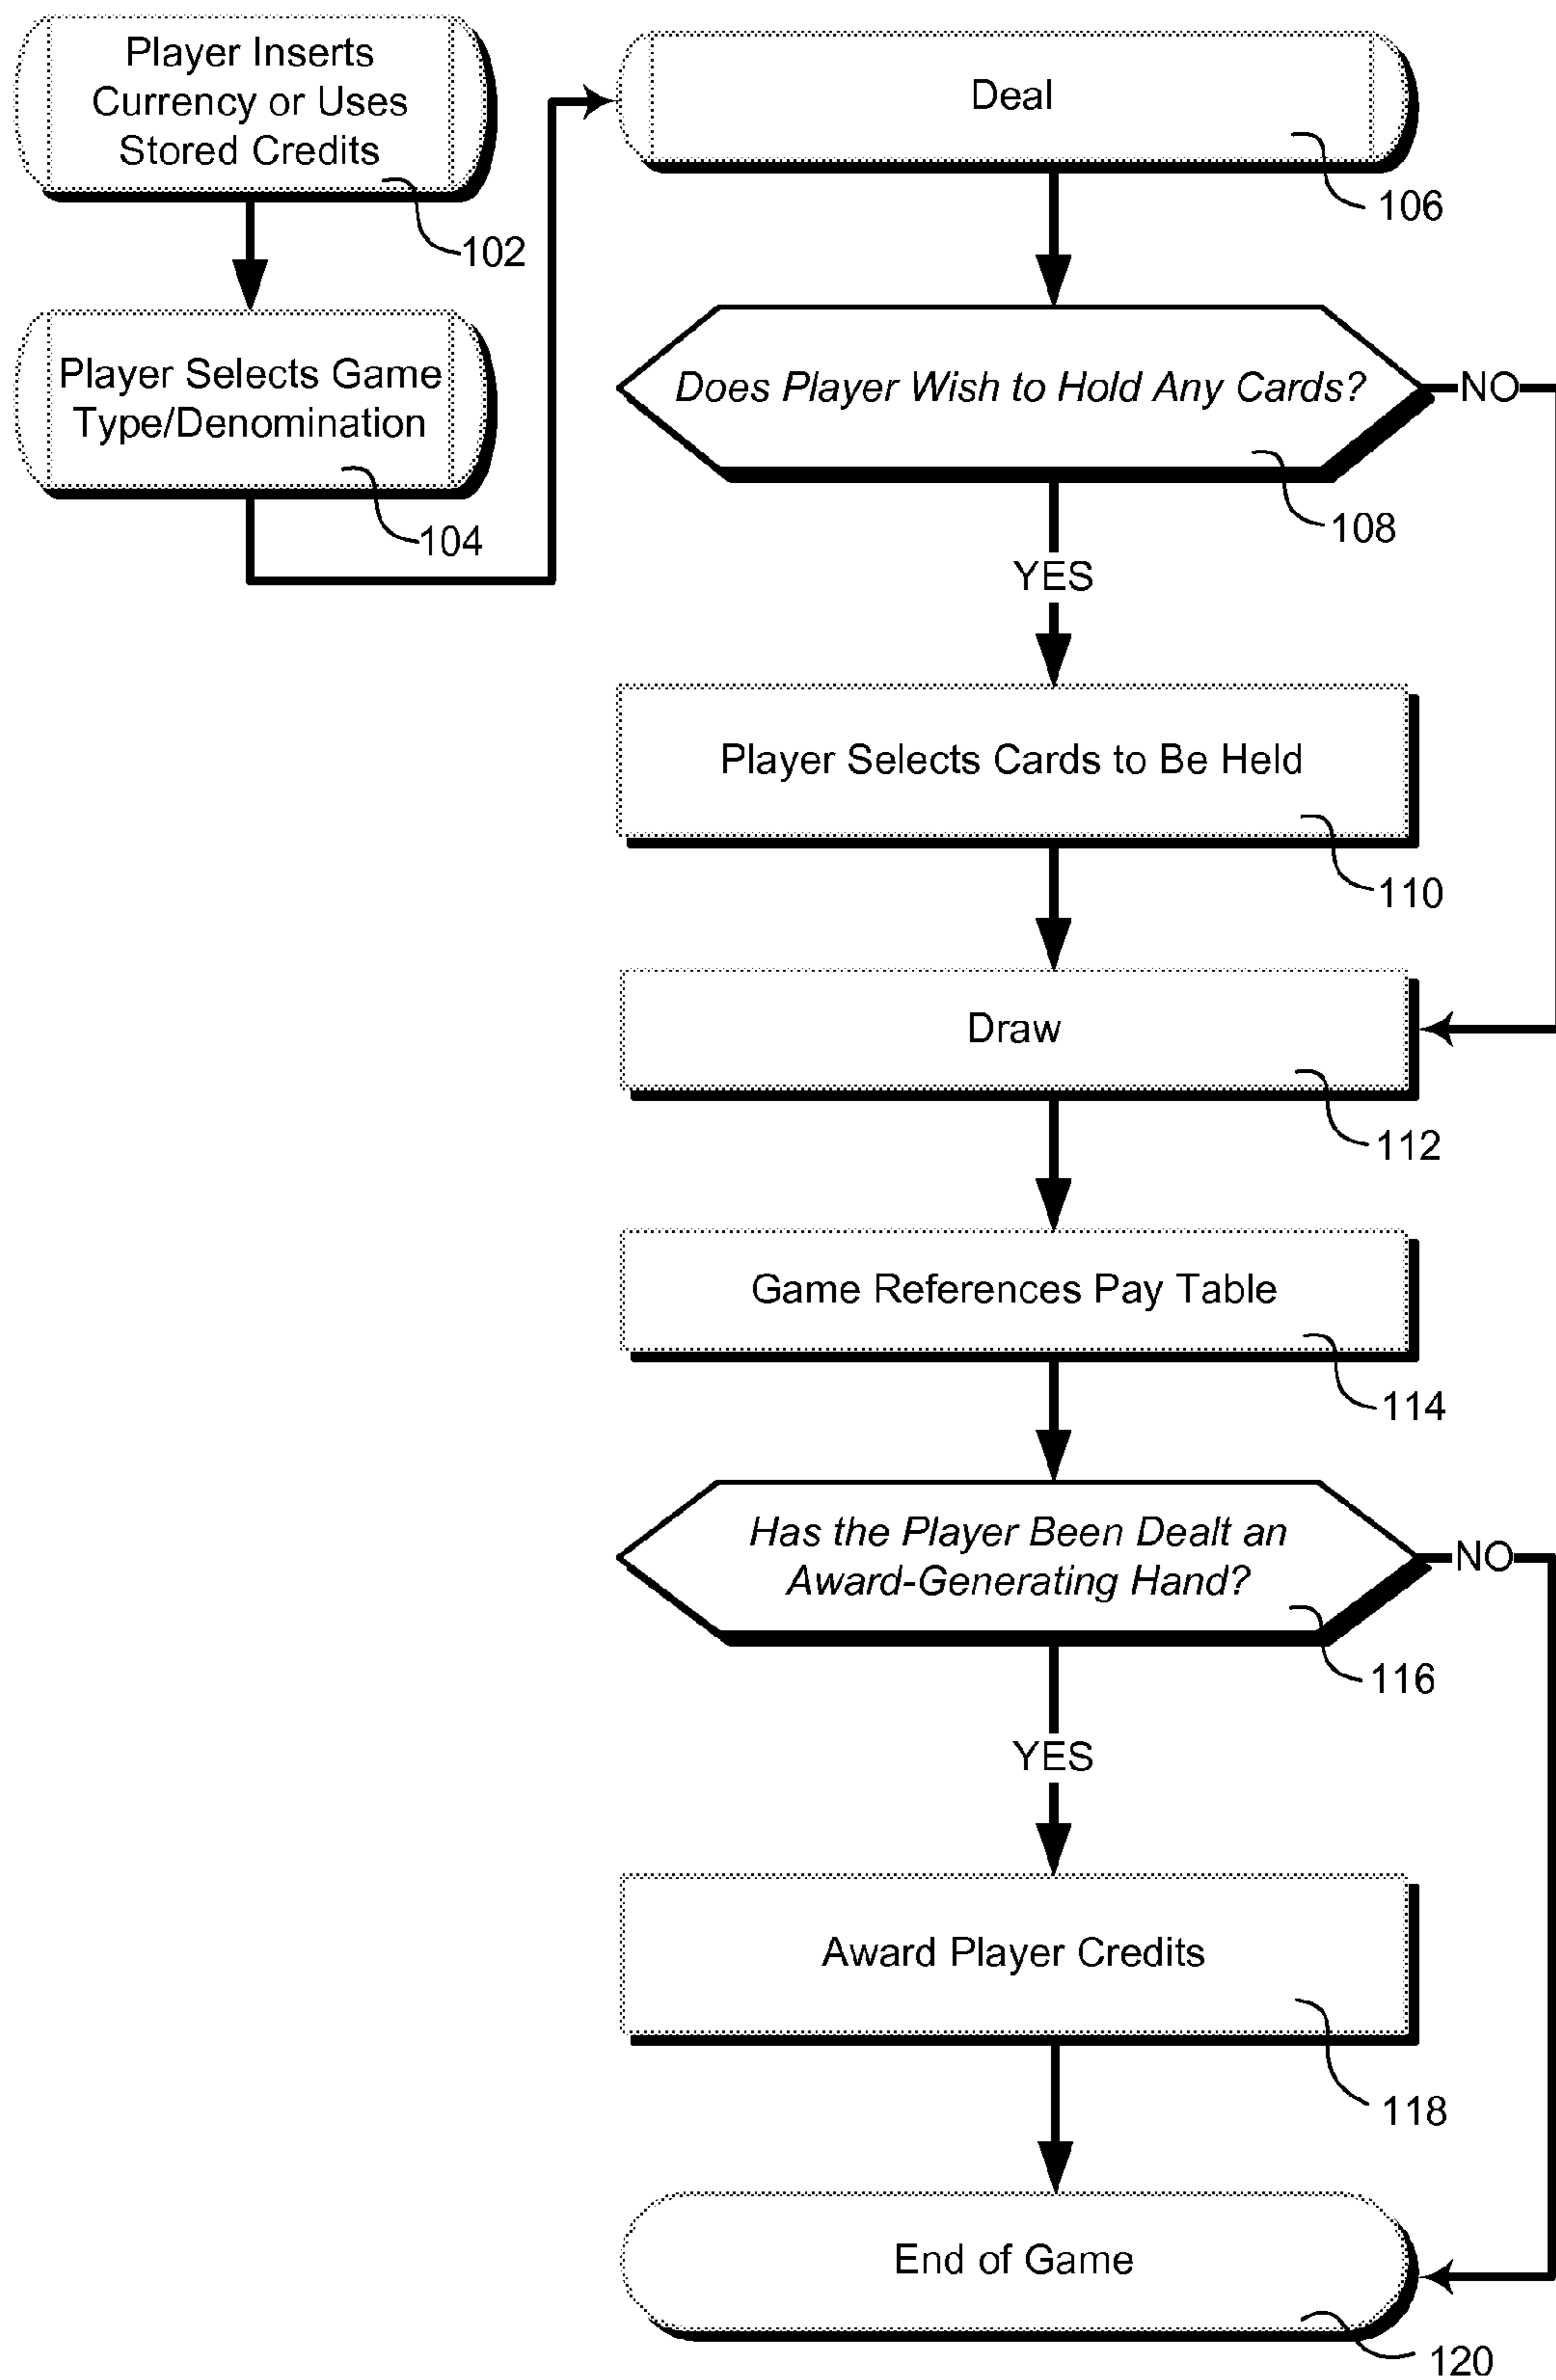 Player Inserts
Currency or Uses
Stored Credits
102
Player Selects Game
Type/Denomination
104
Deal
106
Does Player Wish to Hold Any Cards?
NO
108
YES
Player Selects Cards to Be Held
110
Draw
112
Game References Pay Table
114
Has the Player Been Dealt an
Award-Generating Hand?
NO
116
YES
Award Player Credits
118
End of Game
120